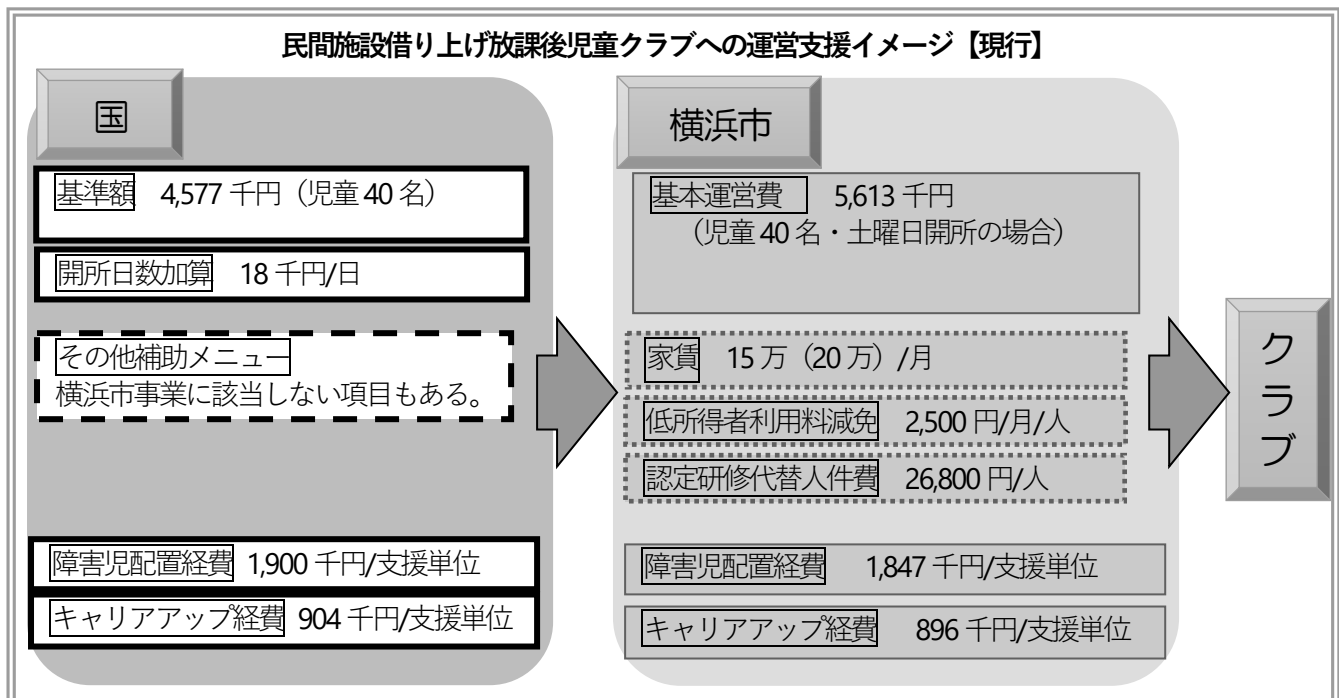 民間施設借り上げ放課後児童クラブへの運営支援イメージ【現行】
国
基準額 4,577 千円（児童 40 名）
開所日数加算 18 千円/日
その他補助メニュー
横浜市事業に該当しない項目もある。
障害児配置経費 1,900 千円/支援単位
キャリアアップ経費 904 千円/支援単位
横浜市
基本運営費 5,613 千円
（児童 40 名・土曜日開所の場合）
家賃 15 万（20 万）/月
低所得者利用料減免 2,500 円/月/人
認定研修代替人件費 26,800 円/人
障害児配置経費 1,847 千円/支援単位
キャリアアップ経費 896 千円/支援単位
クラブ